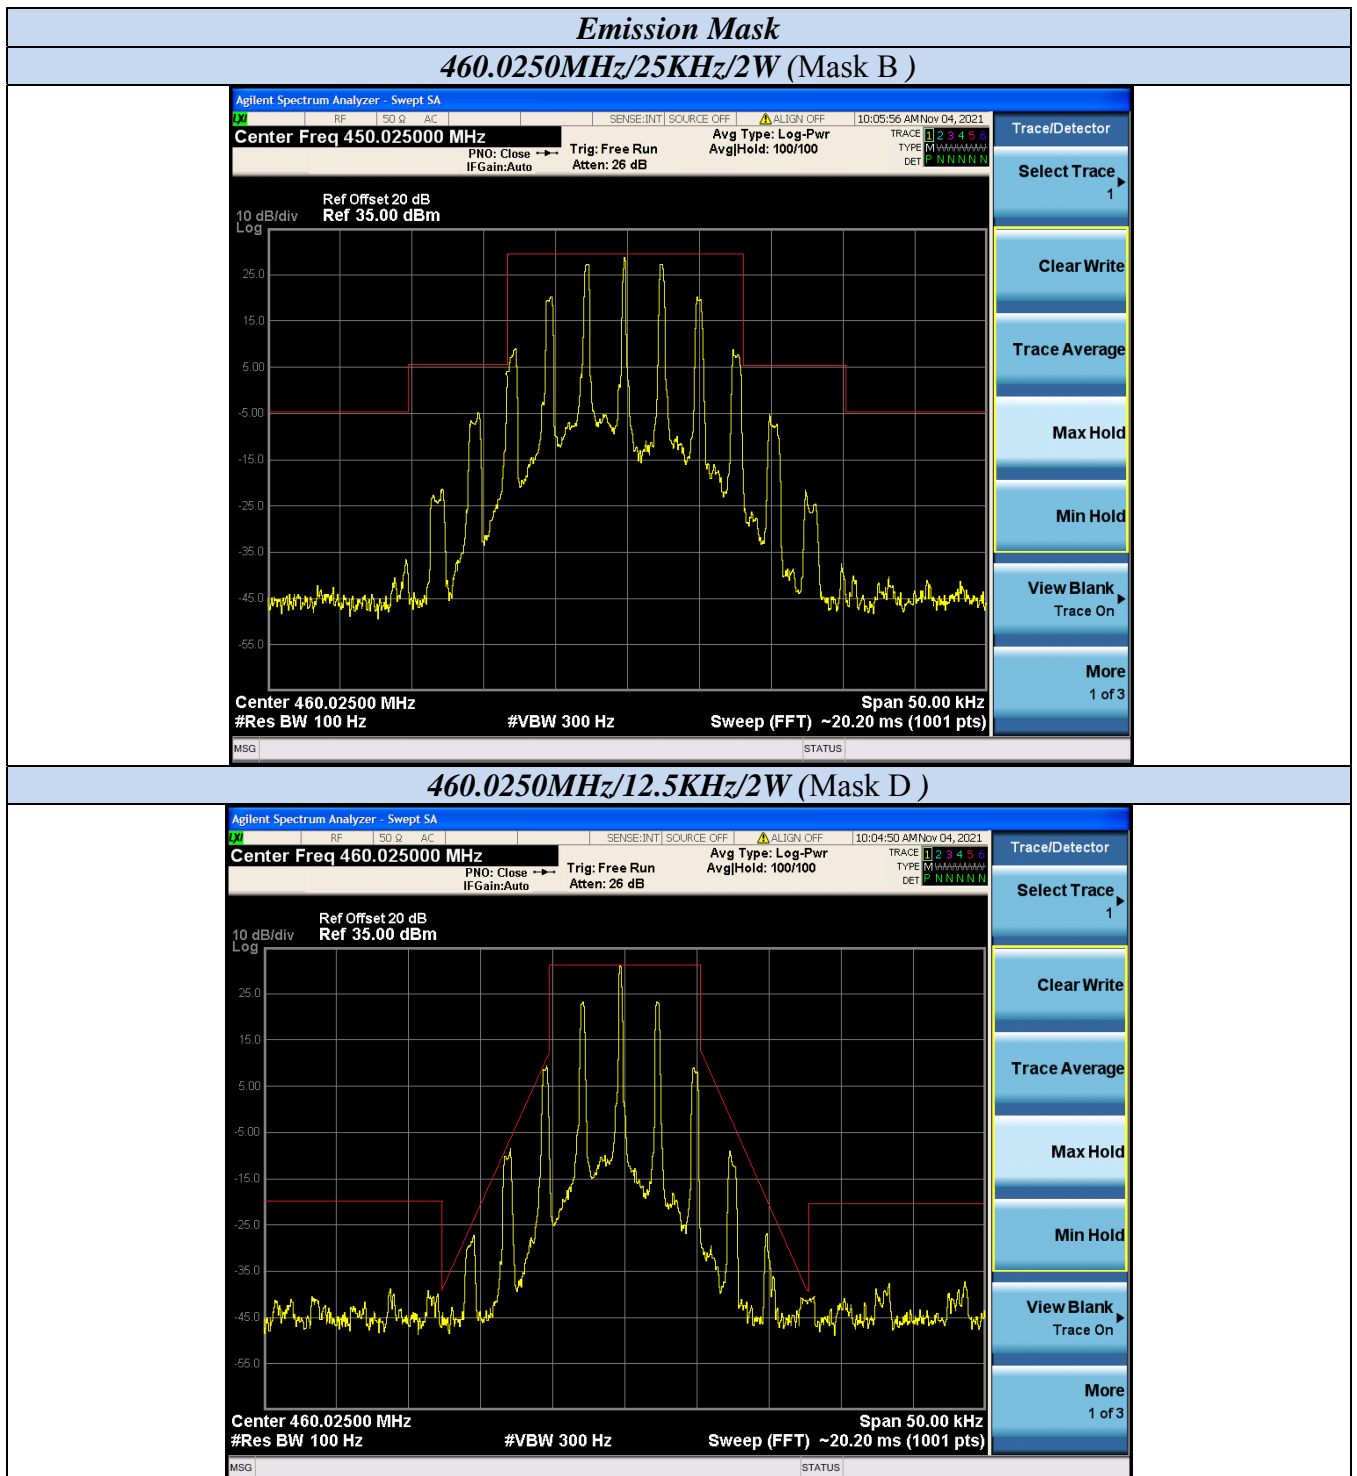 Emission Mask
460.0250MHz/25KHz/2W (Mask B )
Agilent Spectrum Analyzer - Swept SA
LXI RF 50 Ω AC SENSE:INT SOURCE OFF ALIGN OFF 10:05:56 AM Nov 04, 2021
Center Freq 450.025000 MHz
PNO: Close
IFGain:Auto
Trig: Free Run
Atten: 26 dB
Avg Type: Log-Pwr
Avg|Hold: 100/100
TRACE 1 2 3 4 5 6
TYPE M WWWWW
DET P N N N N N
Ref Offset 20 dB
10 dB/div Ref 35.00 dBm
Log
25.0
15.0
5.00
-5.00
-15.0
-25.0
-35.0
-45.0
-55.0
Center 460.02500 MHz Span 50.00 kHz
#Res BW 100 Hz #VBW 300 Hz Sweep (FFT) ~20.20 ms (1001 pts)
MSG STATUS
Trace/Detector
Select Trace
1
Clear Write
Trace Average
Max Hold
Min Hold
View Blank
Trace On
More
1 of 3
460.0250MHz/12.5KHz/2W (Mask D )
Agilent Spectrum Analyzer - Swept SA
LXI RF 50 Ω AC SENSE:INT SOURCE OFF ALIGN OFF 10:04:50 AM Nov 04, 2021
Center Freq 460.025000 MHz
PNO: Close
IFGain:Auto
Trig: Free Run
Atten: 26 dB
Avg Type: Log-Pwr
Avg|Hold: 100/100
TRACE 1 2 3 4 5 6
TYPE M WWWWW
DET P N N N N N
Ref Offset 20 dB
10 dB/div Ref 35.00 dBm
Log
25.0
15.0
5.00
-5.00
-15.0
-25.0
-35.0
-45.0
-55.0
Center 460.02500 MHz Span 50.00 kHz
#Res BW 100 Hz #VBW 300 Hz Sweep (FFT) ~20.20 ms (1001 pts)
MSG STATUS
Trace/Detector
Select Trace
1
Clear Write
Trace Average
Max Hold
Min Hold
View Blank
Trace On
More
1 of 3